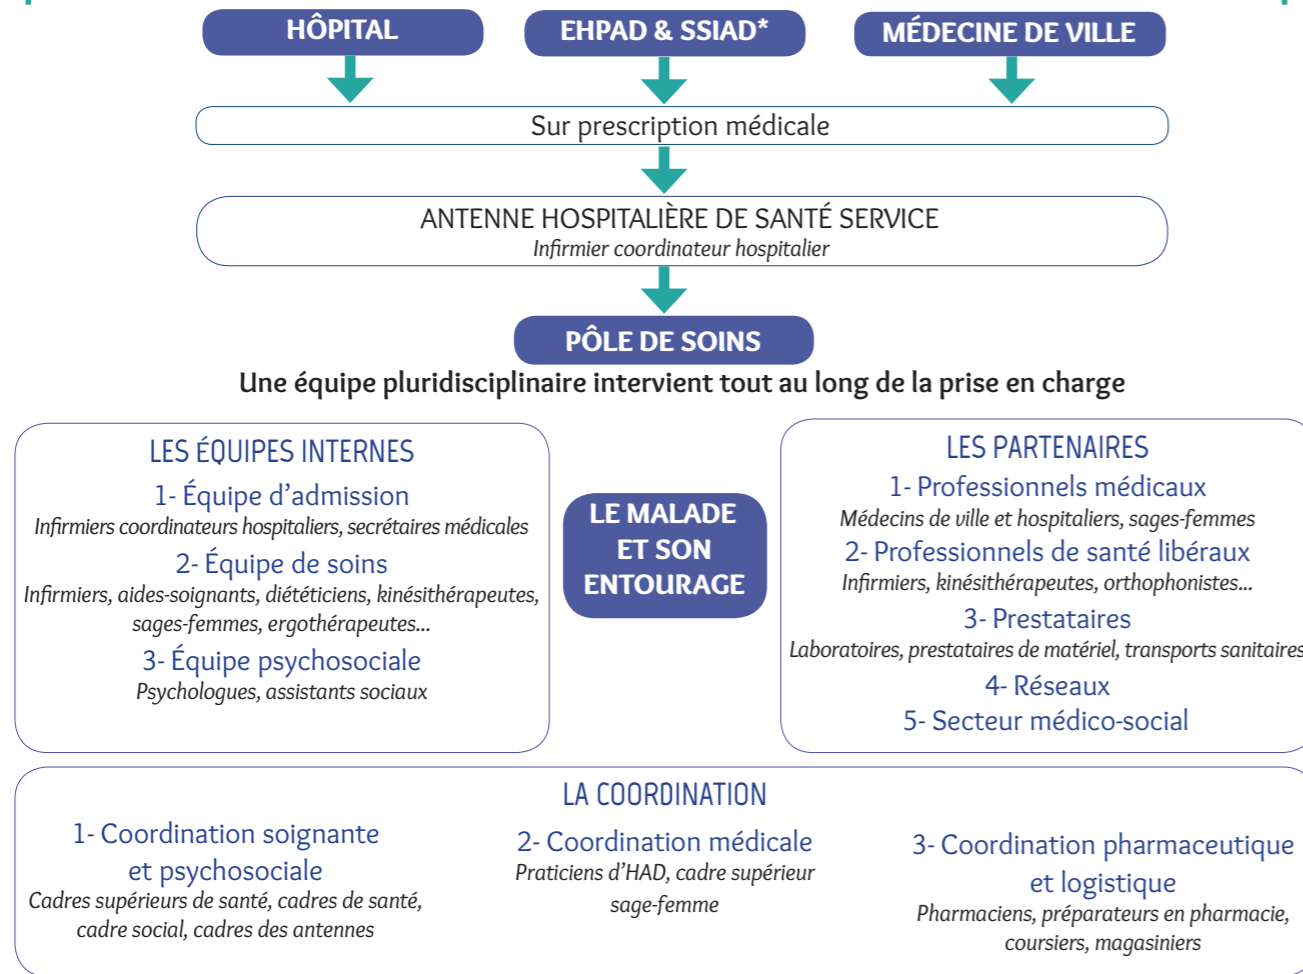 HÔPITAL
EHPAD & SSIAD*
MÉDECINE DE VILLE
Sur prescription médicale
ANTENNE HOSPITALIÈRE DE SANTÉ SERVICE
Infirmier coordinateur hospitalier
PÔLE DE SOINS
Une équipe pluridisciplinaire intervient tout au long de la prise en charge
LES ÉQUIPES INTERNES
1- Équipe d’admission
Infirmiers coordinateurs hospitaliers, secrétaires médicales
2- Équipe de soins
Infirmiers, aides-soignants, diététiciens, kinésithérapeutes,
sages-femmes, ergothérapeutes...
3- Équipe psychosociale
Psychologues, assistants sociaux
LE MALADE
ET SON
ENTOURAGE
LES PARTENAIRES
1- Professionnels médicaux
Médecins de ville et hospitaliers, sages-femmes
2- Professionnels de santé libéraux
Infirmiers, kinésithérapeutes, orthophonistes...
3- Prestataires
Laboratoires, prestataires de matériel, transports sanitaires
4- Réseaux
5- Secteur médico-social
LA COORDINATION
1- Coordination soignante
et psychosociale
Cadres supérieurs de santé, cadres de santé,
cadre social, cadres des antennes
2- Coordination médicale
Praticiens d’HAD, cadre supérieur
sage-femme
3- Coordination pharmaceutique
et logistique
Pharmaciens, préparateurs en pharmacie,
coursiers, magasiniers